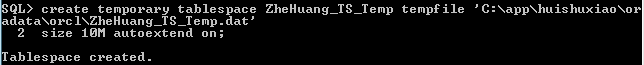 SQL> create temporary tablespace ZheHuang_TS_Temp tempfile 'C:\app\huishuxiao\or
adata\orcl\ZheHuang_TS_Temp.dat'
  2  size 10M autoextend on;
Tablespace created.